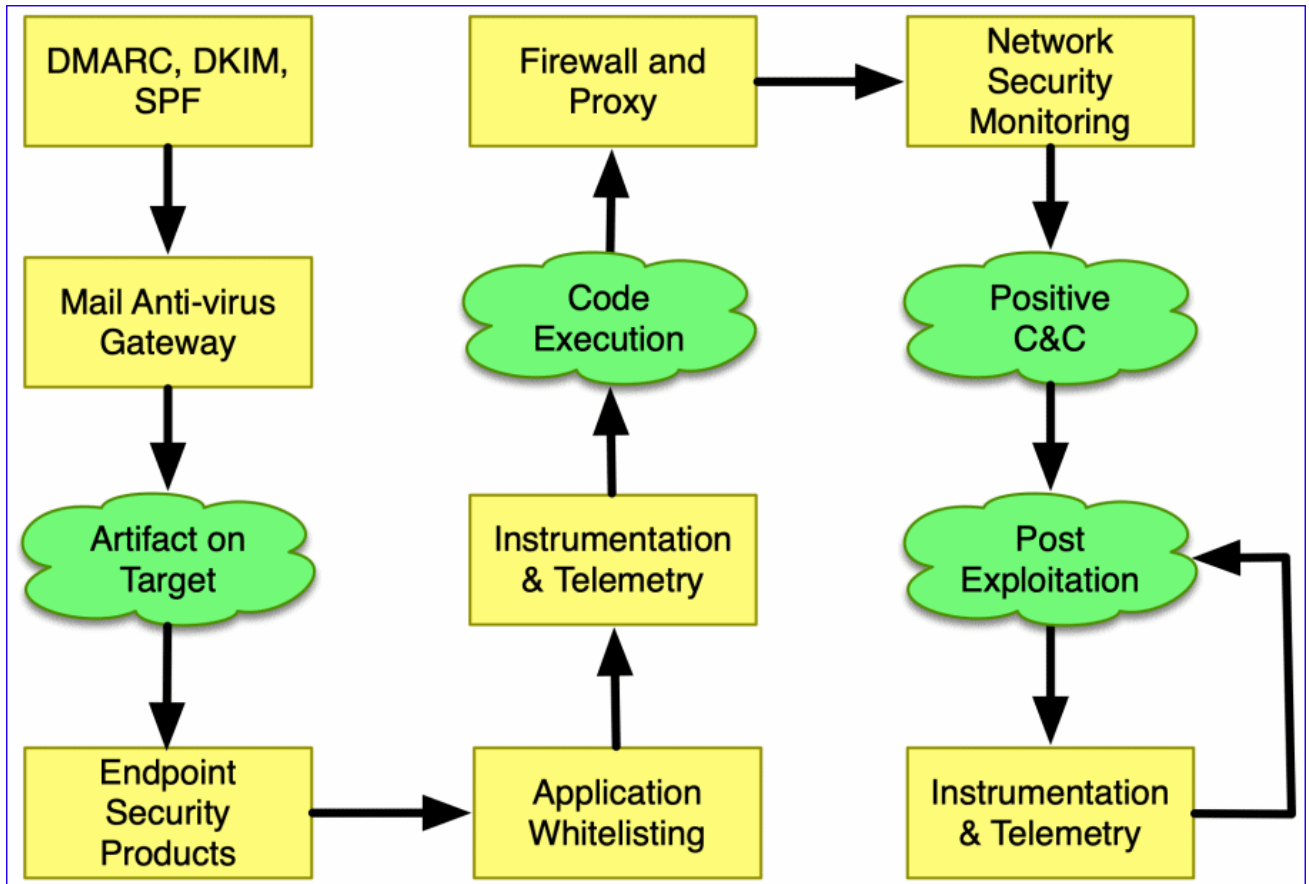 DMARC, DKIM,
SPF
Mail Anti-virus
Gateway
Artifact on
Target
Endpoint
Security
Products
Application
Whitelisting
Instrumentation
& Telemetry
Code
Execution
Firewall and
Proxy
Network
Security
Monitoring
Positive
C&C
Post
Exploitation
Instrumentation
& Telemetry